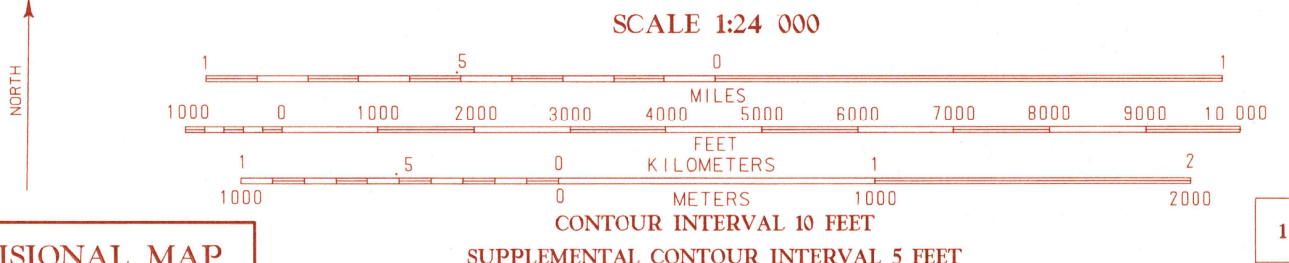 SCALE 1:24 000
NORTH
1 .5 0 1
MILES
1000 0 1000 2000 3000 4000 5000 6000 7000 8000 9000 10 000
FEET
1 .5 0 KILOMETERS 1 2
1000 0 METERS 1000 2000
CONTOUR INTERVAL 10 FEET
SUPPLEMENTAL CONTOUR INTERVAL 5 FEET
ISIONAL MAP
1